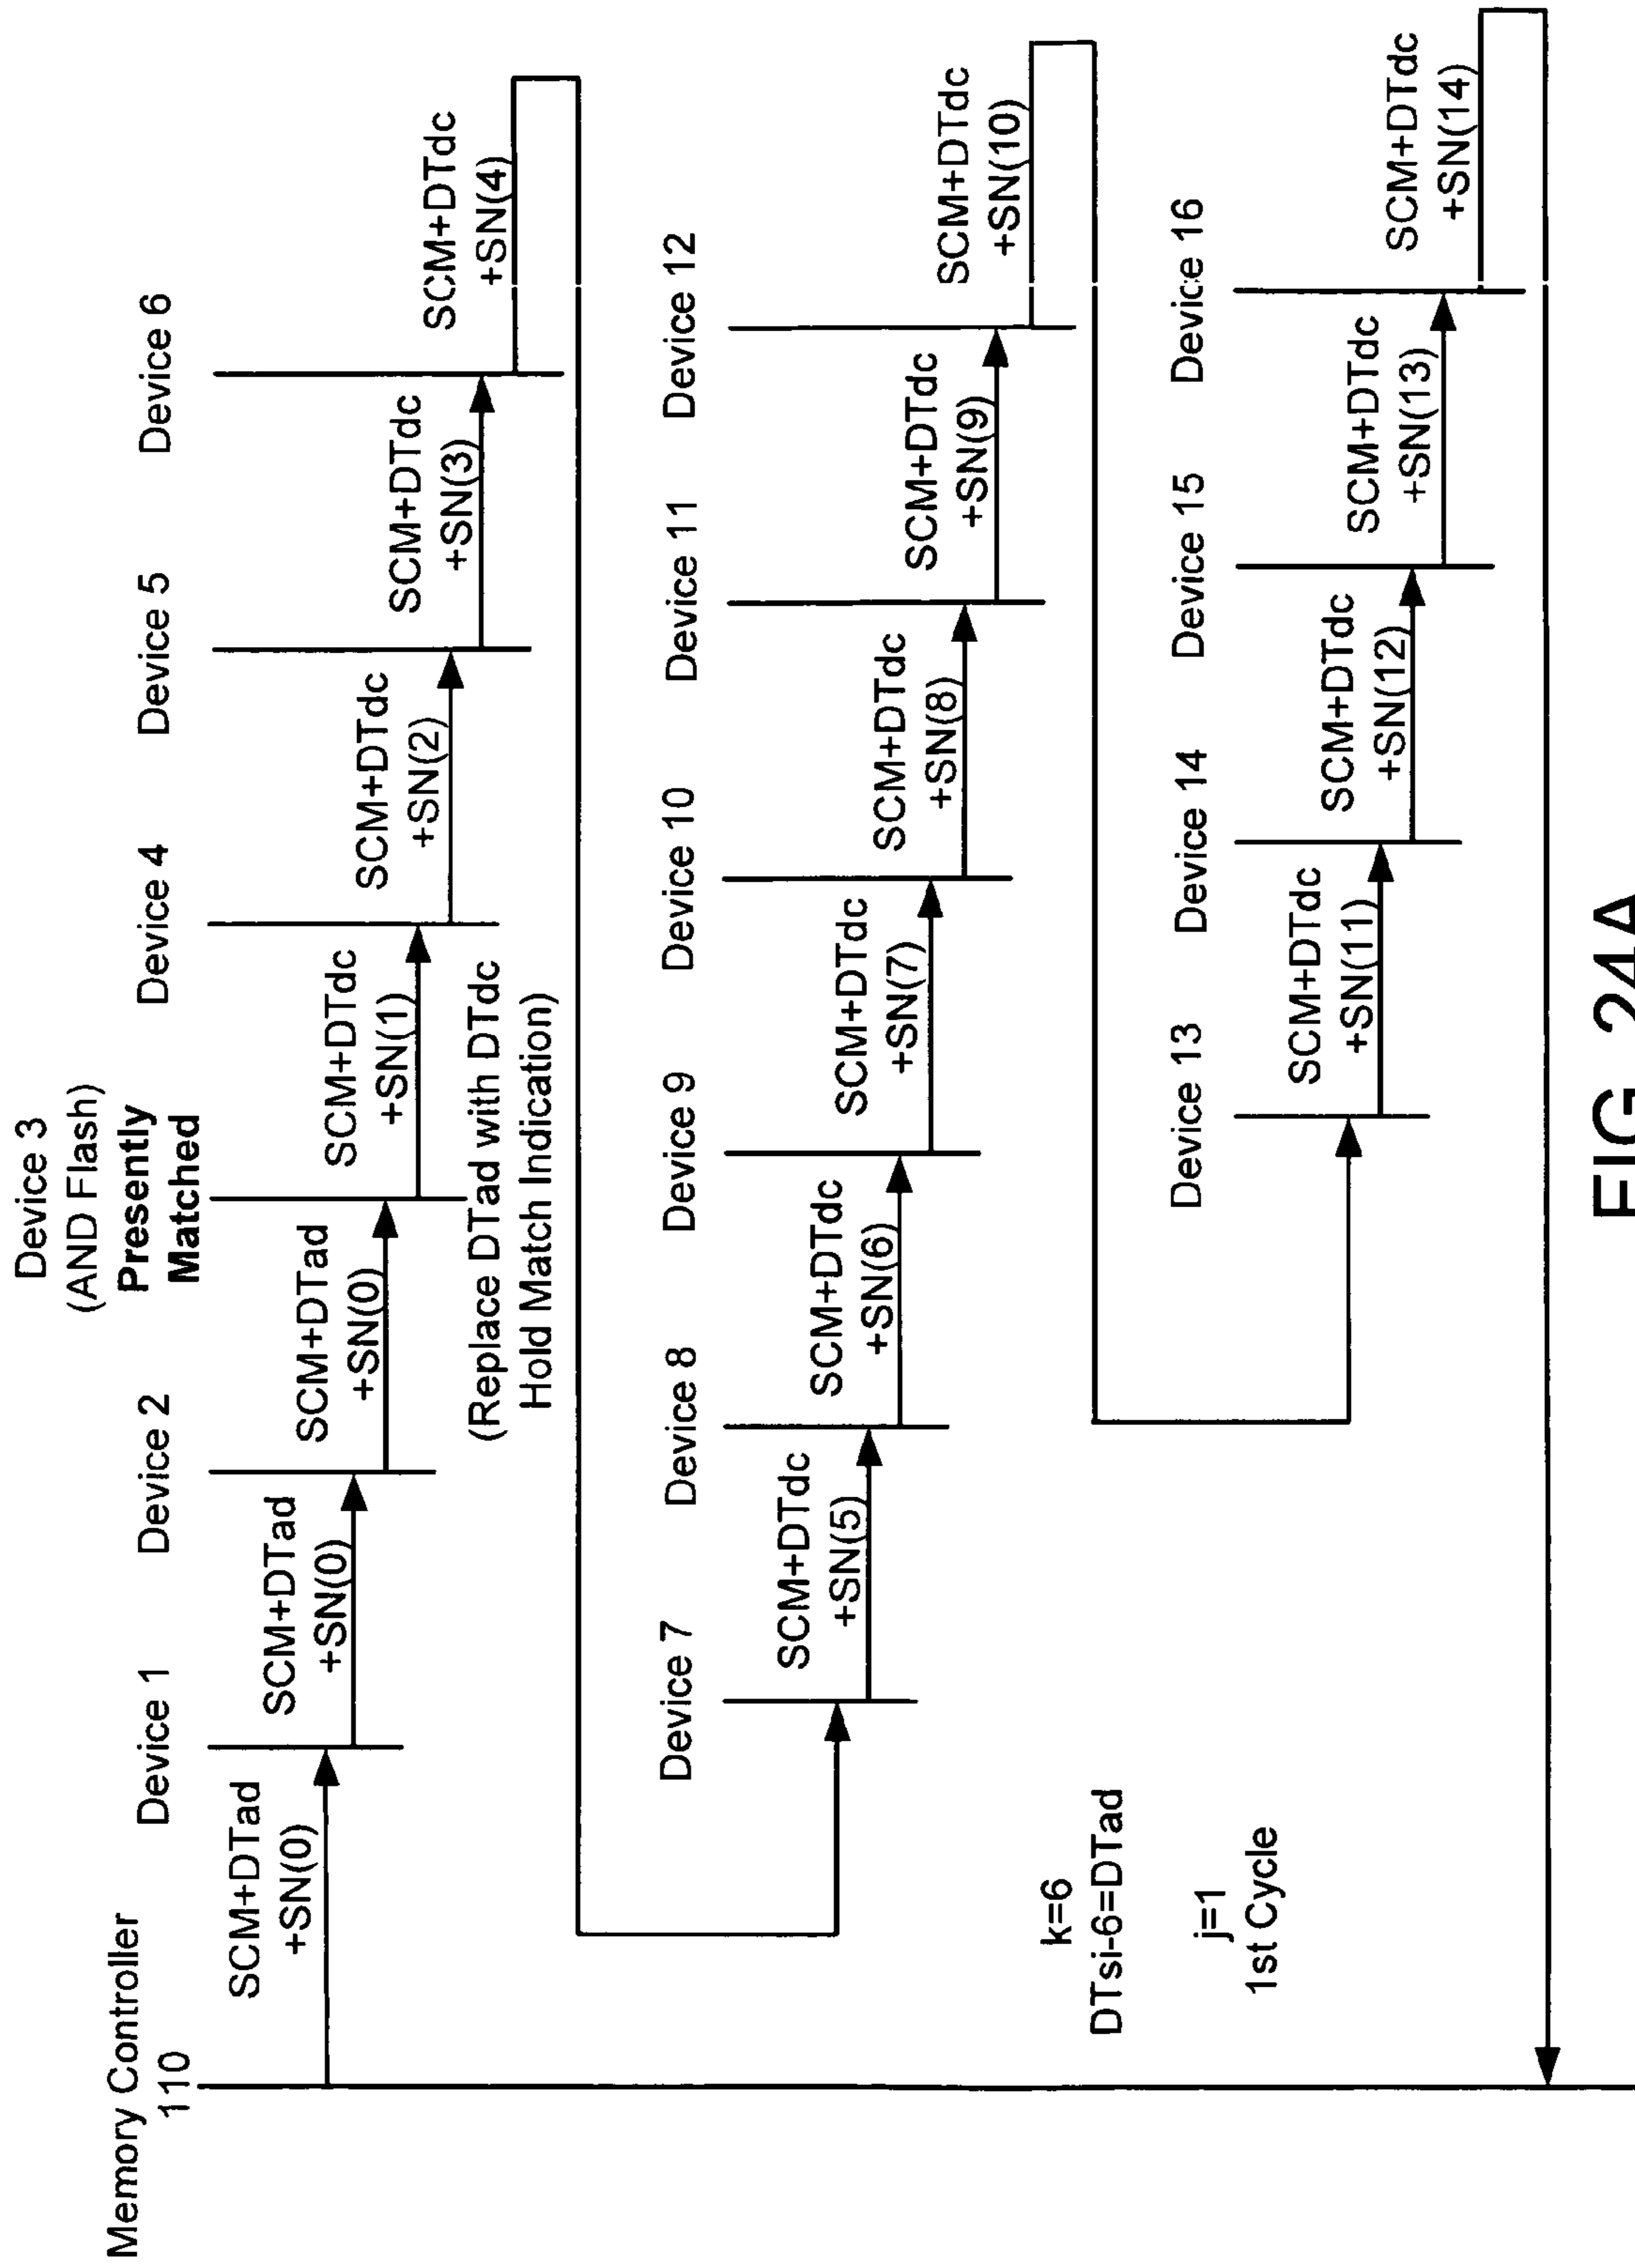 Memory Controller
110
Device 1
Device 2
Device 3
(AND Flash)
Presently
Matched
Device 4
Device 5
Device 6
SCM+DTad
+SN(0)
SCM+DTad
+SN(0)
SCM+DTad
+SN(0)
SCM+DTdc
+SN(1)
SCM+DTdc
+SN(2)
SCM+DTdc
+SN(3)
SCM+DTdc
+SN(4)
(Replace DTad with DTdc
Hold Match Indication)
Device 7
Device 8
Device 9
Device 10
Device 11
Device 12
SCM+DTdc
+SN(5)
SCM+DTdc
+SN(6)
SCM+DTdc
+SN(7)
SCM+DTdc
+SN(8)
SCM+DTdc
+SN(9)
SCM+DTdc
+SN(10)
k=6
DTsi-6=DTad
j=1
1st Cycle
Device 13
Device 14
Device 15
Device 16
SCM+DTdc
+SN(11)
SCM+DTdc
+SN(12)
SCM+DTdc
+SN(13)
SCM+DTdc
+SN(14)
FIG. 24A